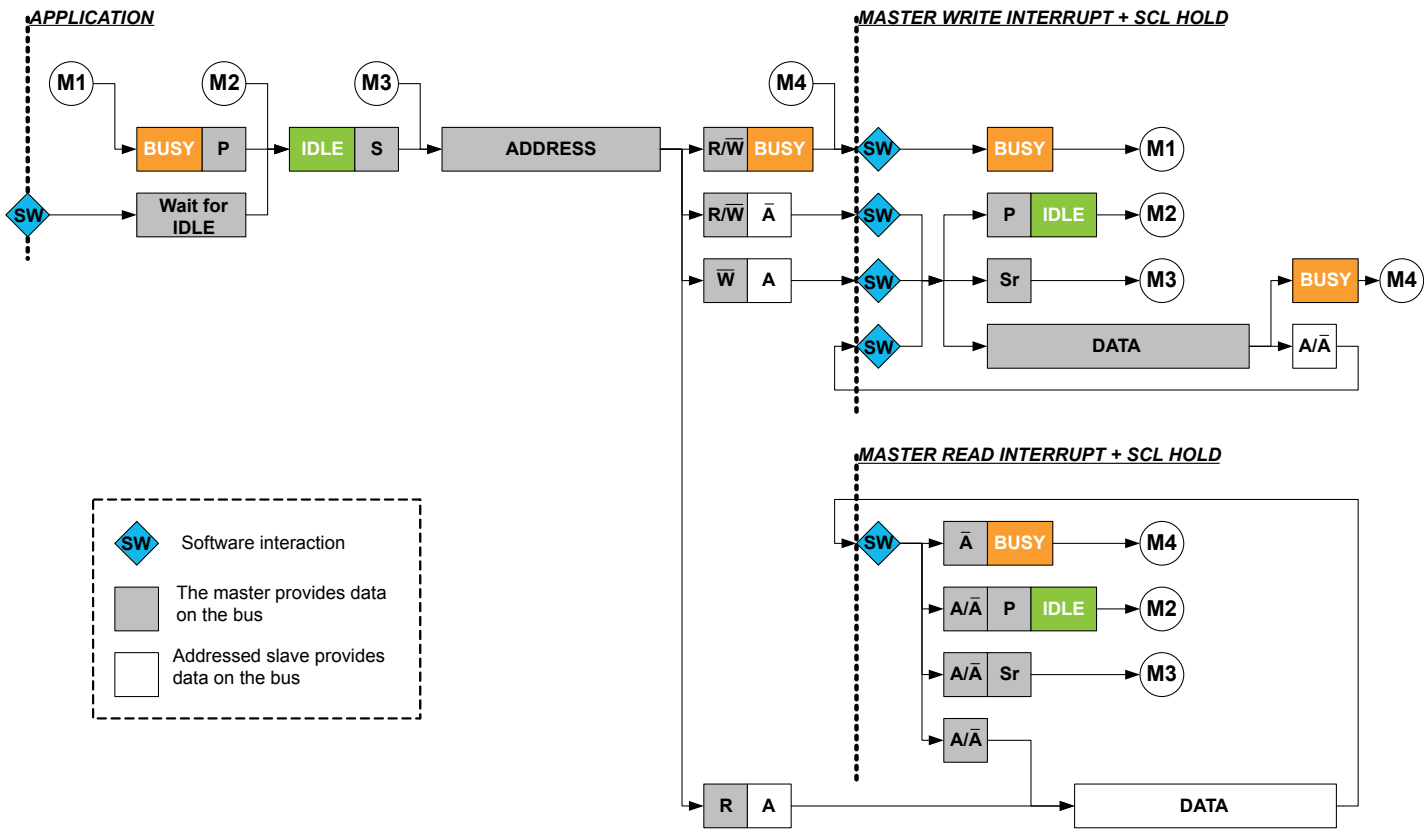 APPLICATION
MASTER WRITE INTERRUPT + SCL HOLD
M1
M2
M3
M4
BUSY P
IDLE S
ADDRESS
R/W̅ BUSY
SW
BUSY
M1
SW
Wait for
IDLE
R/W̅ A̅
SW
P IDLE
M2
W̅ A
SW
Sr
M3
BUSY
M4
SW
DATA
A/A̅
MASTER READ INTERRUPT + SCL HOLD
SW
A̅ BUSY
M4
A/A̅ P IDLE
M2
A/A̅ Sr
M3
A/A̅
R A
DATA
SW
Software interaction
The master provides data
on the bus
Addressed slave provides
data on the bus